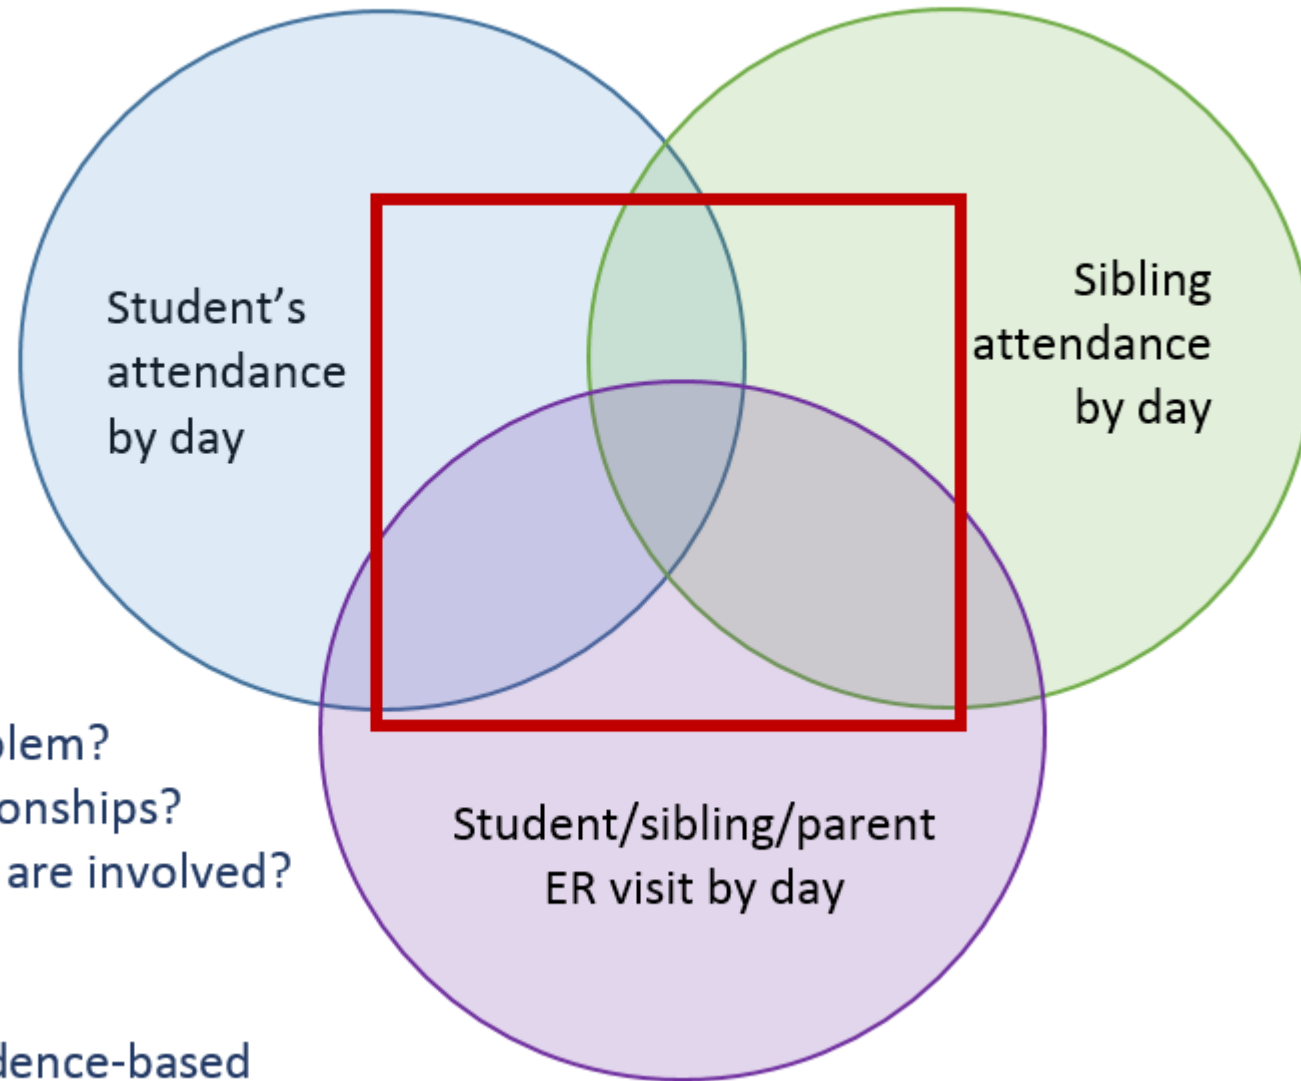 Student’s
attendance
by day
Sibling
attendance
by day
Student/sibling/parent
ER visit by day
blem?
onships?
are involved?
dence-based